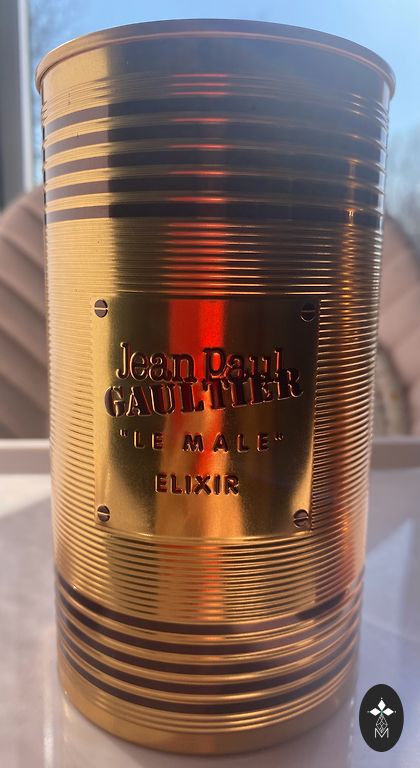 Jean Paul
GAULTIER
"LE MALE"
ELIXIR
M